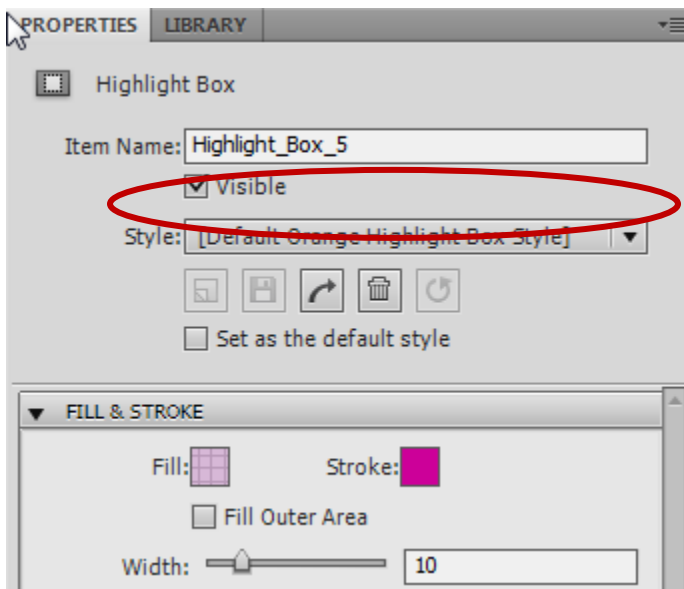 PROPERTIES LIBRARY
Highlight Box
Item Name: Highlight_Box_5
Visible
Style: [Default Orange Highlight Box Style]
Set as the default style
FILL & STROKE
Fill: Stroke:
Fill Outer Area
Width: 10